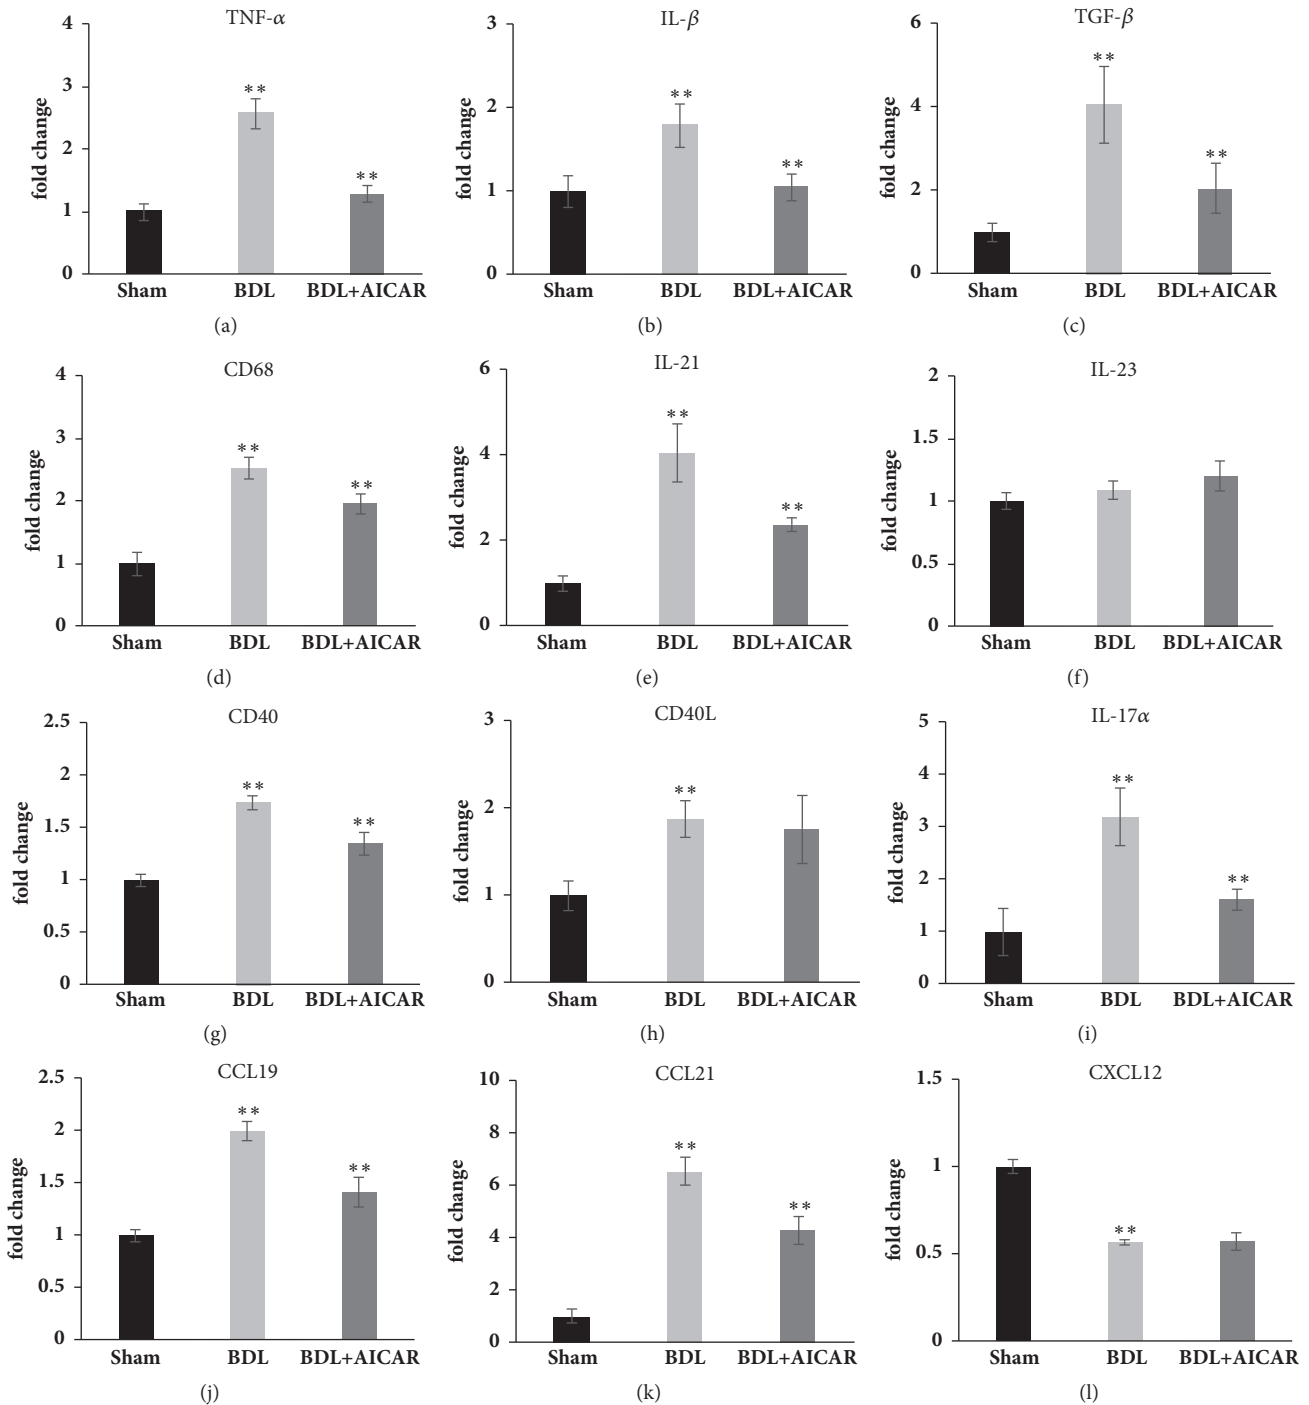 TNF-α
4
3
2
1
0
fold change
**
**
Sham BDL BDL+AICAR
(a)
IL-β
3
2
1
0
fold change
**
**
Sham BDL BDL+AICAR
(b)
TGF-β
6
4
2
0
fold change
**
**
Sham BDL BDL+AICAR
(c)
CD68
4
3
2
1
0
fold change
**
**
Sham BDL BDL+AICAR
(d)
IL-21
6
4
2
0
fold change
**
**
Sham BDL BDL+AICAR
(e)
IL-23
2
1.5
1
0.5
0
fold change
Sham BDL BDL+AICAR
(f)
CD40
2.5
2
1.5
1
0.5
0
fold change
**
**
Sham BDL BDL+AICAR
(g)
CD40L
3
2
1
0
fold change
**
Sham BDL BDL+AICAR
(h)
IL-17α
5
4
3
2
1
0
fold change
**
**
Sham BDL BDL+AICAR
(i)
CCL19
2.5
2
1.5
1
0.5
0
fold change
**
**
Sham BDL BDL+AICAR
(j)
CCL21
10
8
6
4
2
0
fold change
**
**
Sham BDL BDL+AICAR
(k)
CXCL12
1.5
1
0.5
0
fold change
**
Sham BDL BDL+AICAR
(l)